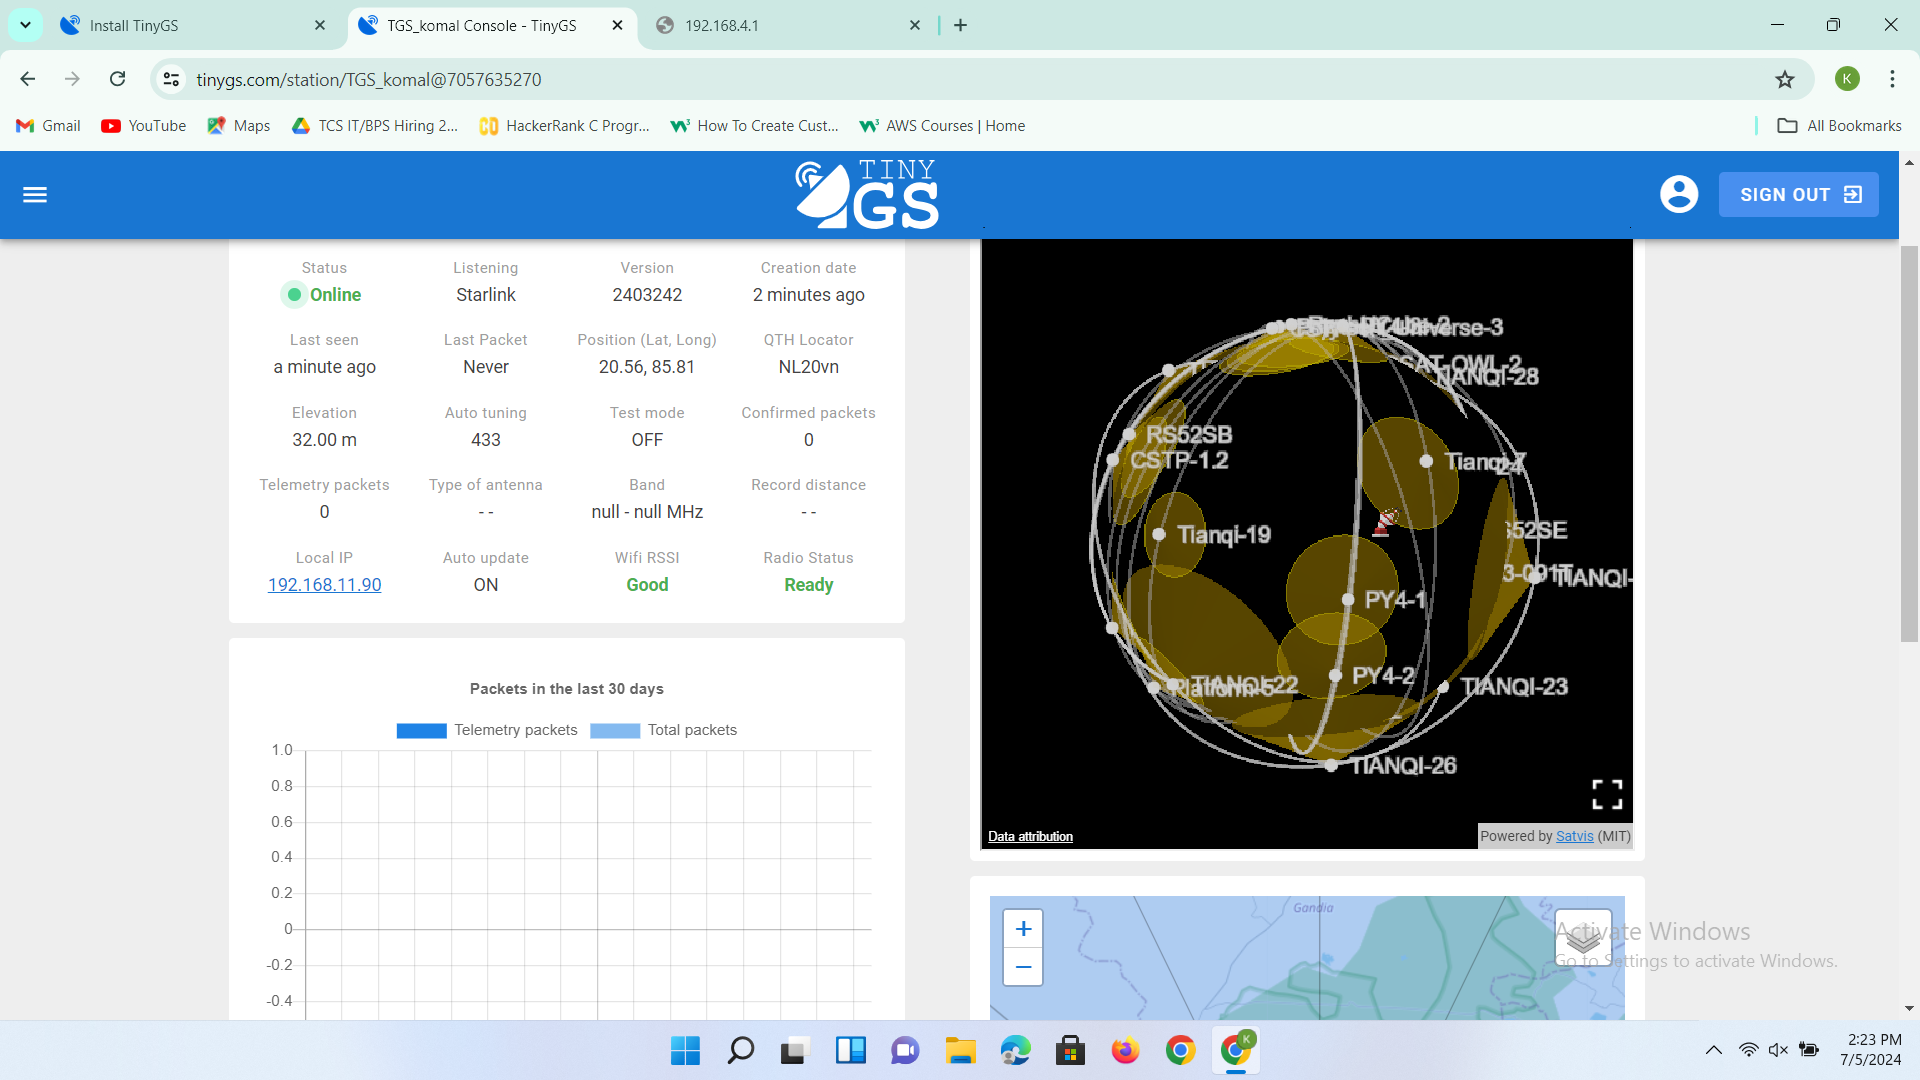 Install TinyGS
TGS_komal Console - TinyGS
192.168.4.1
tinygs.com/station/TGS_komal@7057635270
K
Gmail
YouTube
Maps
TCS IT/BPS Hiring 2...
HackerRank C Progr...
How To Create Cust...
AWS Courses | Home
All Bookmarks
TINY
GS
SIGN OUT
Status
Online
Listening
Starlink
Version
2403242
Creation date
2 minutes ago
Last seen
a minute ago
Last Packet
Never
Position (Lat, Long)
20.56, 85.81
QTH Locator
NL20vn
Elevation
32.00 m
Auto tuning
433
Test mode
OFF
Confirmed packets
0
Telemetry packets
0
Type of antenna
- -
Band
null - null MHz
Record distance
- -
Local IP
192.168.11.90
Auto update
ON
Wifi RSSI
Good
Radio Status
Ready
Packets in the last 30 days
Telemetry packets
Total packets
1.0
0.8
0.6
0.4
0.2
0
-0.2
-0.4
SAT-OWL-2
TIANQI-28
RS52SB
CSTP-1.2
Tianqi-7
Tianqi-19
S52SE
TIANQI-
PY4-1
PY4-2
TIANQI-22
Platform-5
TIANQI-23
TIANQI-26
Data attribution
Powered by Satvis (MIT)
+
−
Gandia
Activate Windows
Go to Settings to activate Windows.
K
2:23 PM
7/5/2024